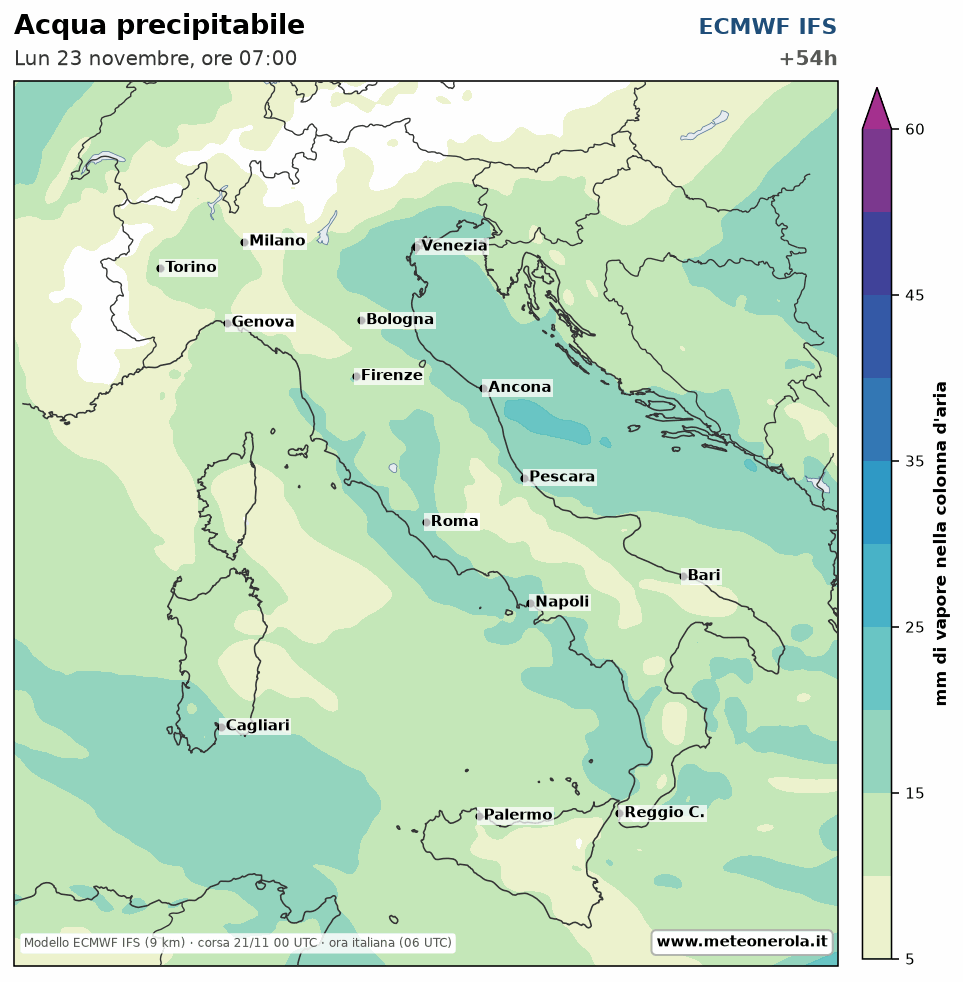 Acqua precipitabile
ECMWF IFS
Lun 23 novembre, ore 07:00
+54h
60
Milano
Venezia
Torino
45
Genova
Bologna
Firenze
Ancona
mm di vapore nella colonna d'aria
35
Pescara
Roma
Bari
Napoli
25
Cagliari
15
Palermo
Reggio C.
Modello ECMWF IFS (9 km) · corsa 21/11 00 UTC · ora italiana (06 UTC)
www.meteonerola.it
5